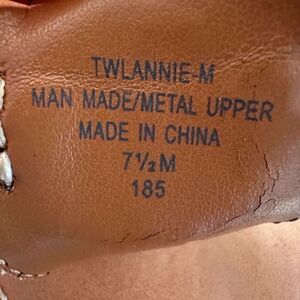 TWLANNIE-M
MAN MADE/METAL UPPER
MADE IN CHINA
7½M
185